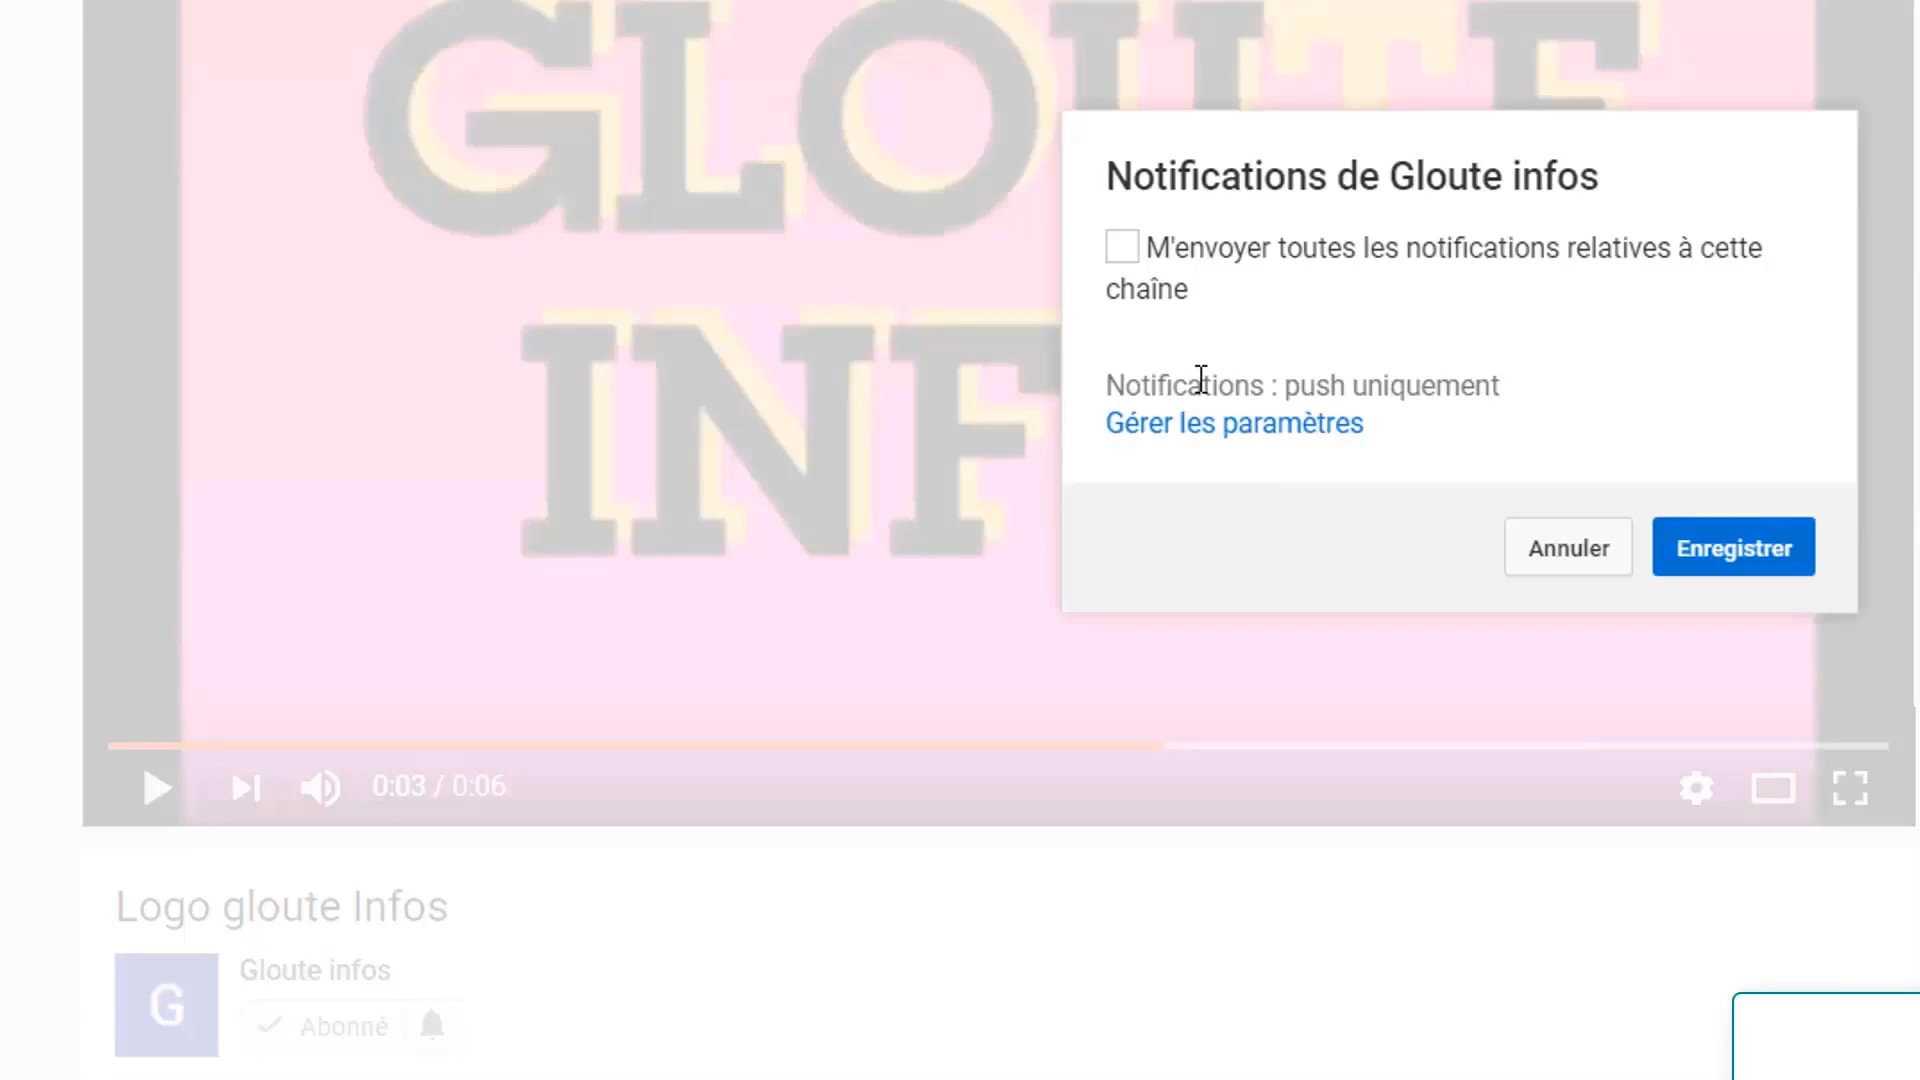 GLOUTE
INF
Notifications de Gloute infos
M'envoyer toutes les notifications relatives à cette
chaîne
Notifications : push uniquement
Gérer les paramètres
Annuler
Enregistrer
0:03 / 0:06
Logo gloute Infos
G
Gloute infos
Abonné